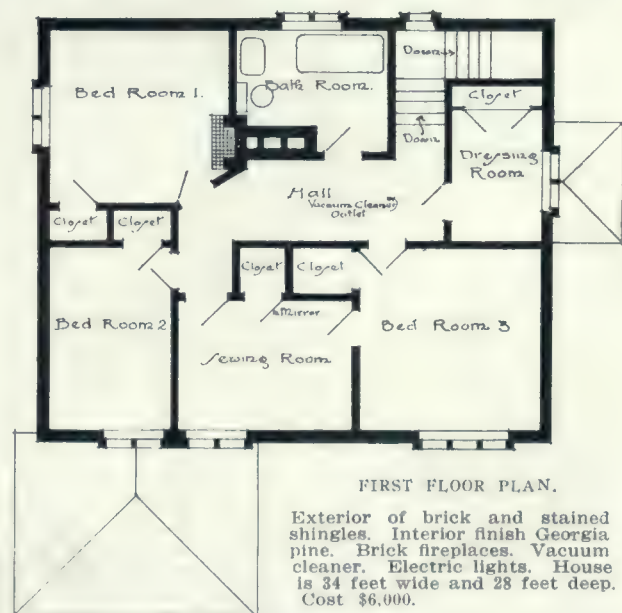 Down
Bed Room 1.
Bath Room.
Closet
Down
Dressing
Room
Hall
Vacuum Cleaner
Outlet
Closet
Closet
Closet
Closet
Bed Room 2
Mirror
Bed Room 3
Sewing Room
FIRST FLOOR PLAN.
Exterior of brick and stained
shingles. Interior finish Georgia
pine. Brick fireplaces. Vacuum
cleaner. Electric lights. House
is 34 feet wide and 28 feet deep.
Cost $6,000.